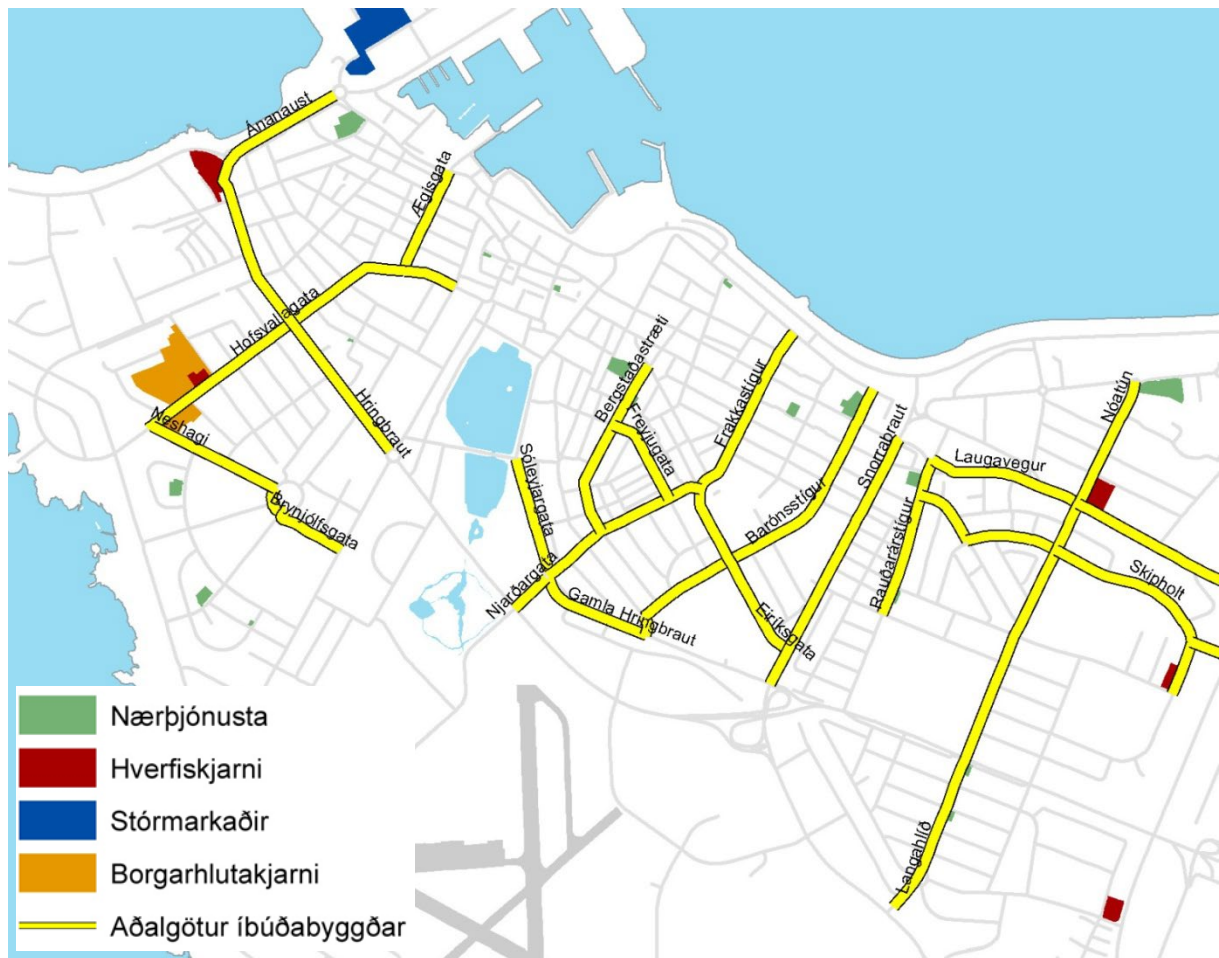 Ánanaust
Ægisgata
Hofsvallagata
Hringbraut
Neshagi
Brynjólfsgata
Bergstaðastræti
Freyjugata
Frakkastígur
Sóleyjargata
Njarðargata
Gamla Hringbraut
Barónsstígur
Eiríksgata
Snorrabraut
Rauðarárstígur
Laugavegur
Nóatún
Skipholt
Langahlíð
Nærþjónusta
Hverfiskjarni
Stórmarkaðir
Borgarhlutakjarni
Aðalgötur íbúðabyggðar